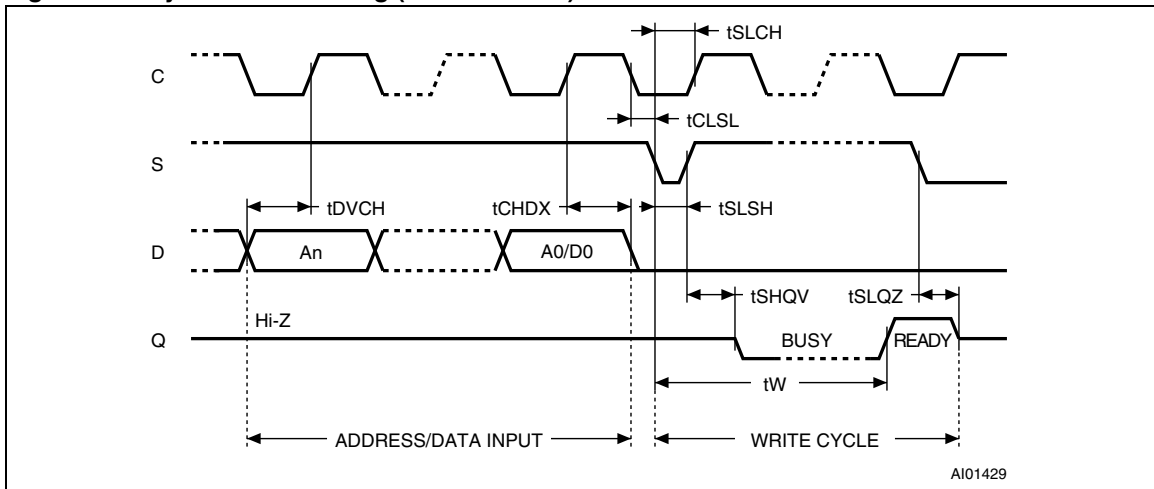 tSLCH
C
tCLSL
S
tDVCH
tCHDX
tSLSH
D
An
A0/D0
tSHQV
tSLQZ
Hi-Z
Q
BUSY
READY
tW
ADDRESS/DATA INPUT
WRITE CYCLE
AI01429